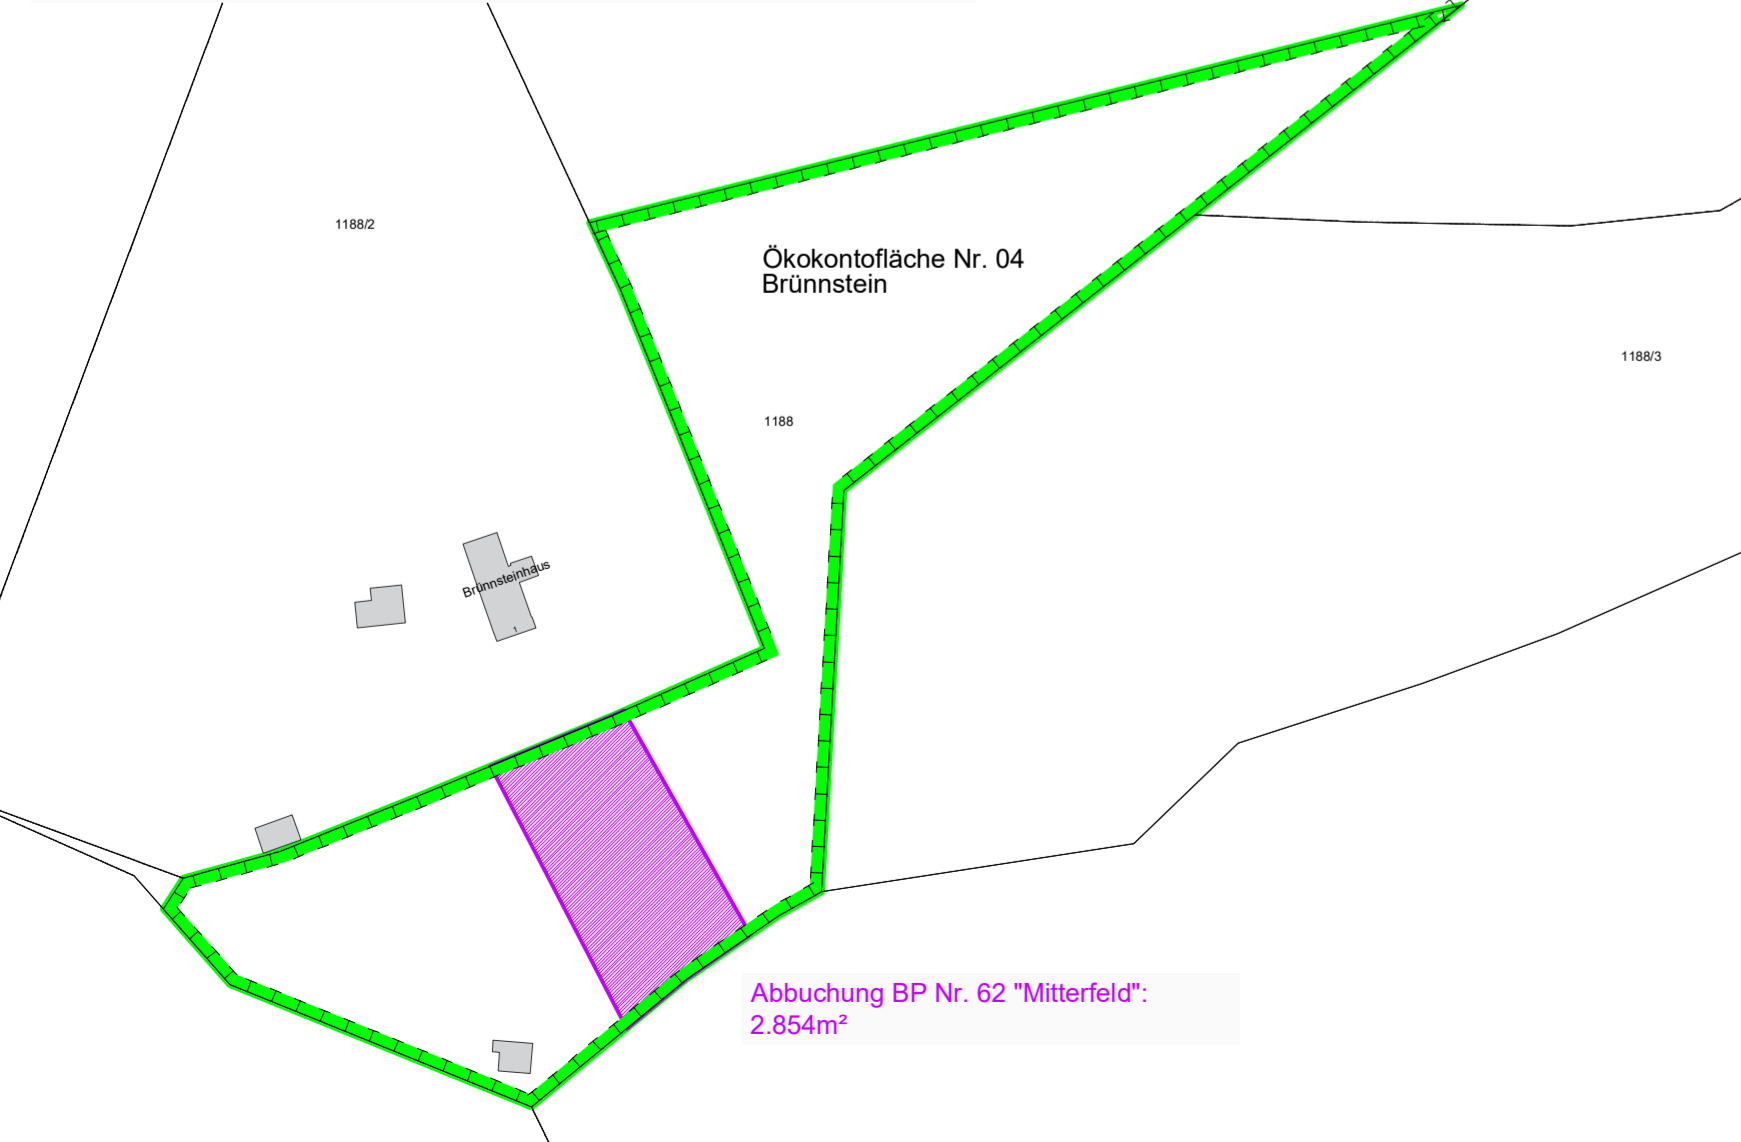 1188/2
Ökokontofläche Nr. 04
Brünnstein
1188/3
1188
Brünnsteinhaus
1
Abbuchung BP Nr. 62 "Mitterfeld":
2.854m²